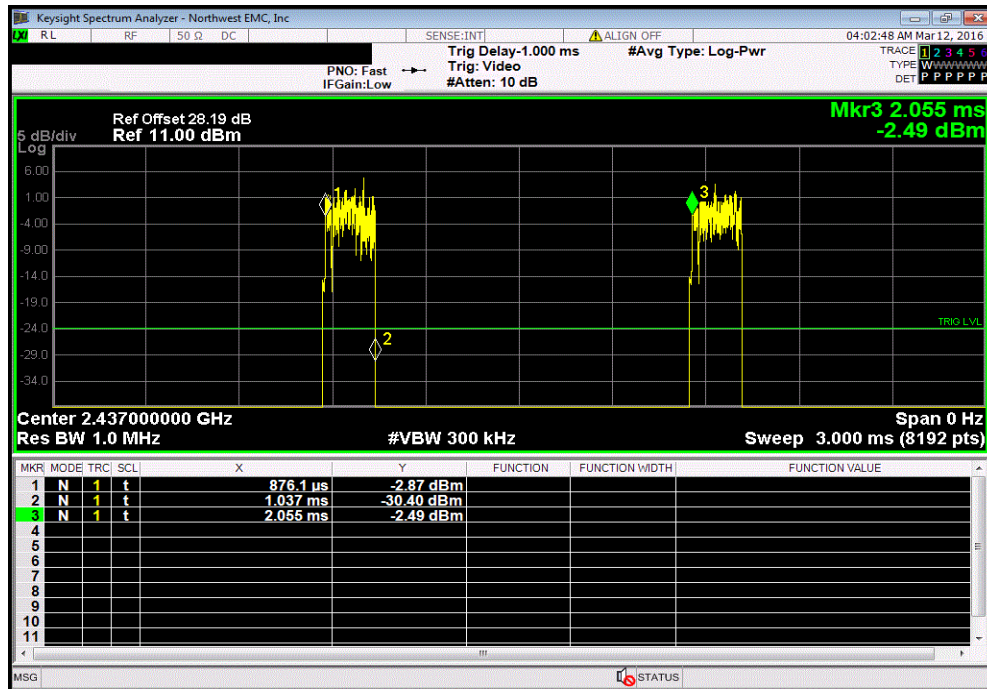 Keysight Spectrum Analyzer - Northwest EMC, Inc
LXI RL RF 50 Ω DC SENSE:INT ALIGN OFF 04:02:48 AM Mar 12, 2016
Trig Delay-1.000 ms #Avg Type: Log-Pwr TRACE 1 2 3 4 5 6
PNO: Fast Trig: Video TYPE WWWWWW
IFGain:Low #Atten: 10 dB DET P P P P P P
Mkr3 2.055 ms
-2.49 dBm
Ref Offset 28.19 dB
5 dB/div Ref 11.00 dBm
Log
6.00
1.00
-4.00
-9.00
-14.0
-19.0
-24.0
-29.0
-34.0
1
2
3
TRIG LVL
Center 2.437000000 GHz Span 0 Hz
Res BW 1.0 MHz #VBW 300 kHz Sweep 3.000 ms (8192 pts)
MKR MODE TRC SCL X Y FUNCTION FUNCTION WIDTH FUNCTION VALUE
1 N 1 t 876.1 µs -2.87 dBm
2 N 1 t 1.037 ms -30.40 dBm
3 N 1 t 2.055 ms -2.49 dBm
4
5
6
7
8
9
10
11
MSG STATUS